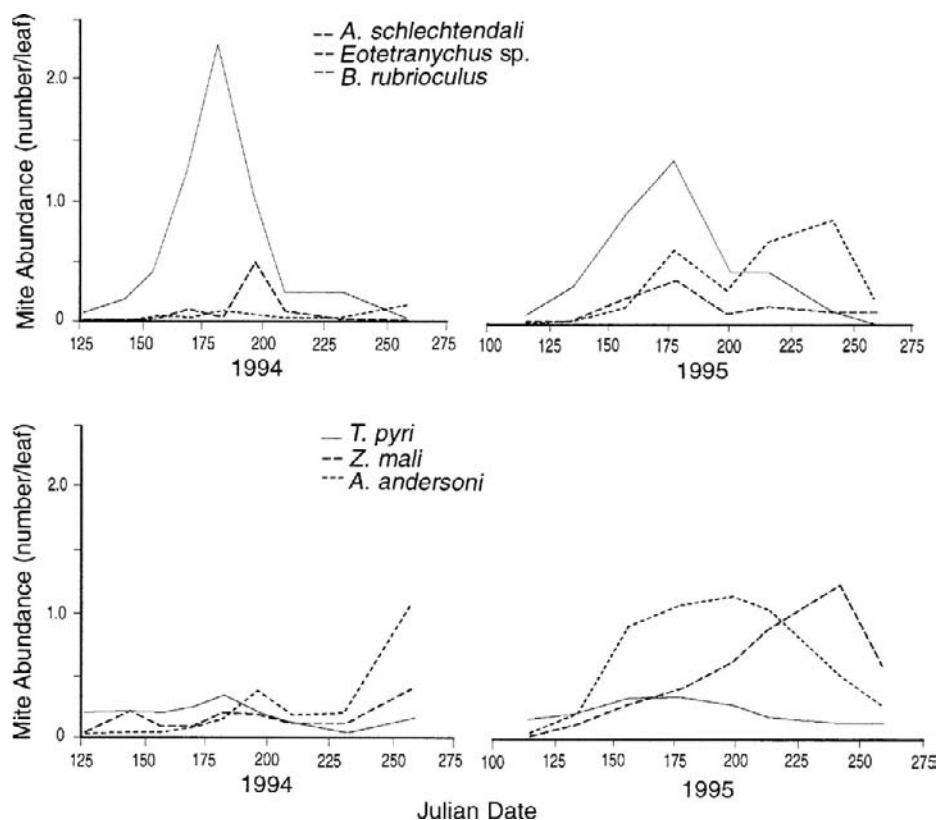 Mite Abundance (number/leaf)
2.0
1.0
0
A. schlechtendali
Eotetranychus sp.
B. rubrioculus
125 150 175 200 225 250 275
1994
100 125 150 175 200 225 250 275
1995
Mite Abundance (number/leaf)
2.0
1.0
0
T. pyri
Z. mali
A. andersoni
125 150 175 200 225 250 275
1994
100 125 150 175 200 225 250 275
1995
Julian Date